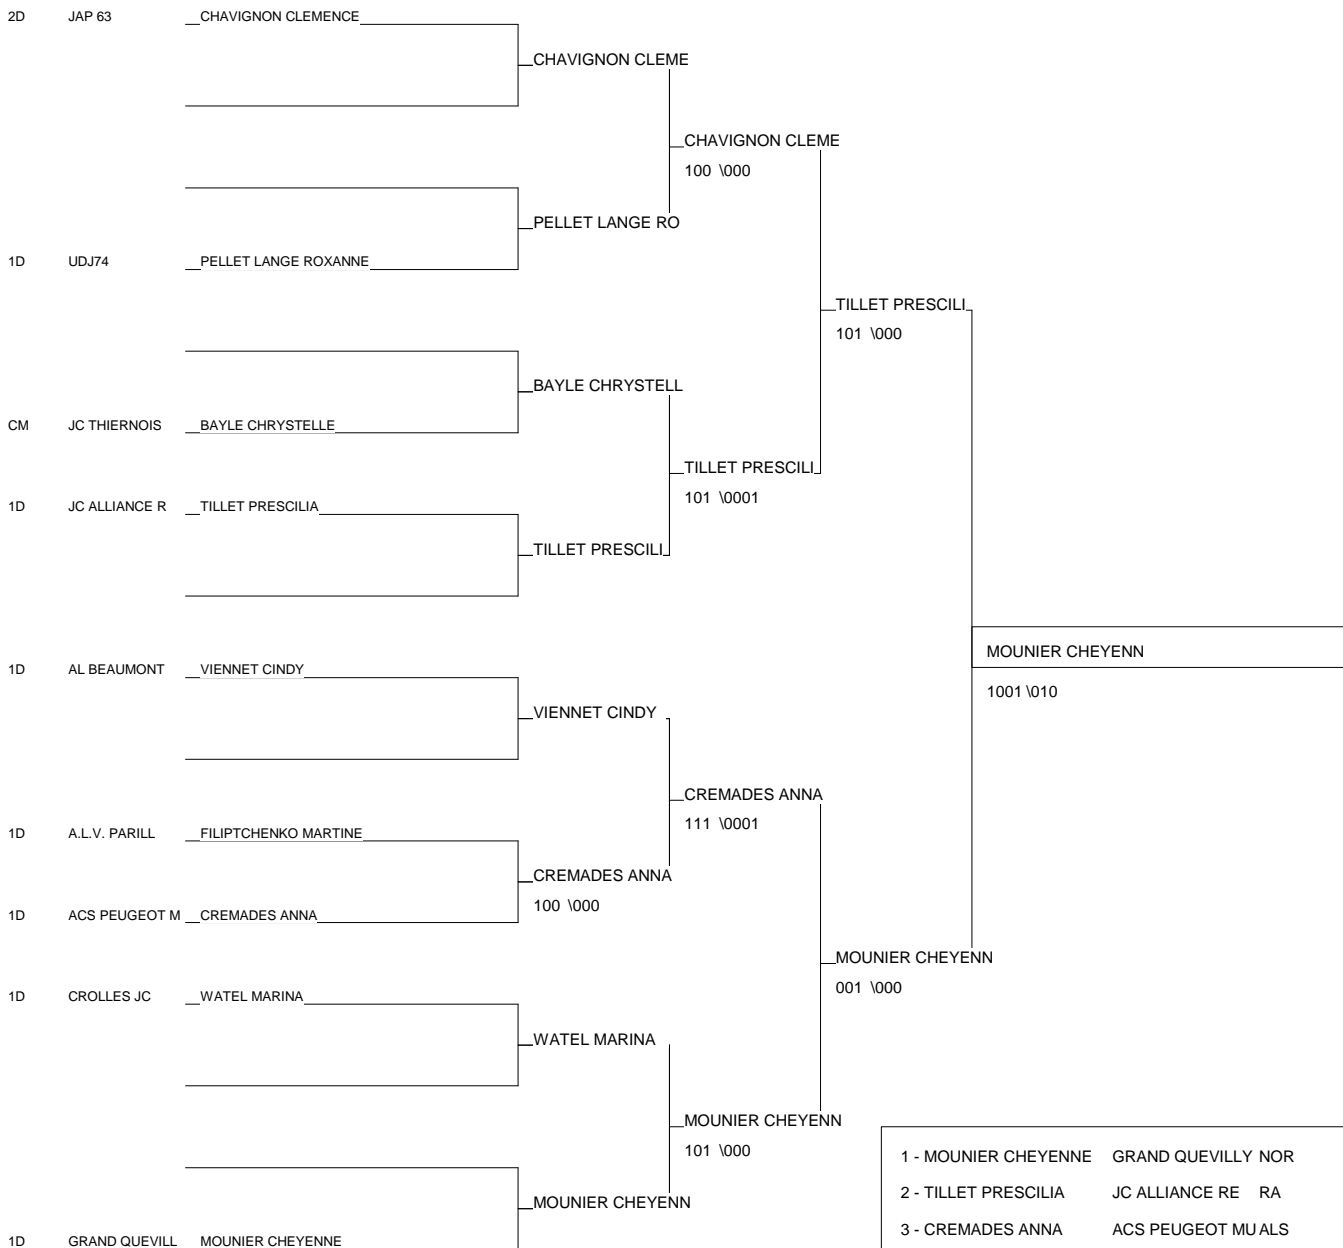 2D JAP 63 CHAVIGNON CLEMENCE
CHAVIGNON CLEME
CHAVIGNON CLEME
100 \000
PELLET LANGE RO
1D UDJ74 PELLET LANGE ROXANNE
TILLET PRESCILI
101 \000
BAYLE CHRYSTELL
CM JC THIERNOIS BAYLE CHRYSTELLE
TILLET PRESCILI
101 \0001
1D JC ALLIANCE R TILLET PRESCILIA
TILLET PRESCILI
MOUNIER CHEYENN
1001 \010
1D AL BEAUMONT VIENNET CINDY
VIENNET CINDY
CREMADES ANNA
111 \0001
1D A.L.V. PARILL FILIPTCHENKO MARTINE
CREMADES ANNA
100 \000
1D ACS PEUGEOT M CREMADES ANNA
MOUNIER CHEYENN
001 \000
1D CROLLES JC WATEL MARINA
WATEL MARINA
MOUNIER CHEYENN
101 \000
MOUNIER CHEYENN
1D GRAND QUEVILL MOUNIER CHEYENNE
1 - MOUNIER CHEYENNE GRAND QUEVILLY NOR
2 - TILLET PRESCILIA JC ALLIANCE RE RA
3 - CREMADES ANNA ACS PEUGEOT MU ALS